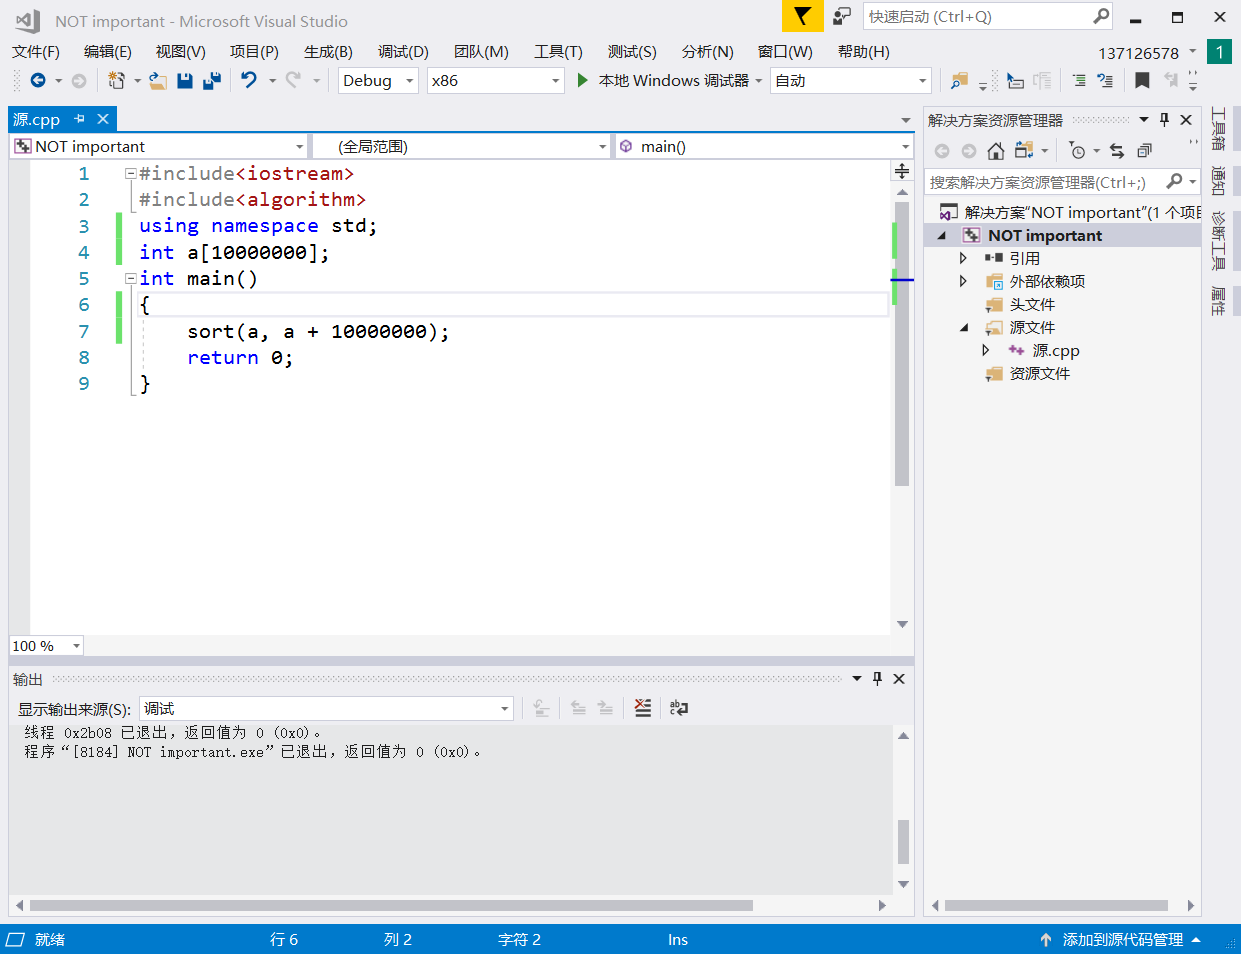 NOT important - Microsoft Visual Studio
快速启动 (Ctrl+Q)
文件(F) 编辑(E) 视图(V) 项目(P) 生成(B) 调试(D) 团队(M) 工具(T) 测试(S) 分析(N) 窗口(W) 帮助(H) 137126578 1
Debug x86 本地 Windows 调试器 自动
源.cpp
NOT important (全局范围) main()
1 #include<iostream>
2 #include<algorithm>
3 using namespace std;
4 int a[10000000];
5 int main()
6 {
7 sort(a, a + 10000000);
8 return 0;
9 }
100 %
输出
显示输出来源(S): 调试
线程 0x2b08 已退出，返回值为 0 (0x0)。
程序“[8184] NOT important.exe”已退出，返回值为 0 (0x0)。
解决方案资源管理器
搜索解决方案资源管理器(Ctrl+;)
解决方案"NOT important"(1 个项目
NOT important
引用
外部依赖项
头文件
源文件
源.cpp
资源文件
工具箱
通知
诊断工具
属性
就绪 行 6 列 2 字符 2 Ins 添加到源代码管理